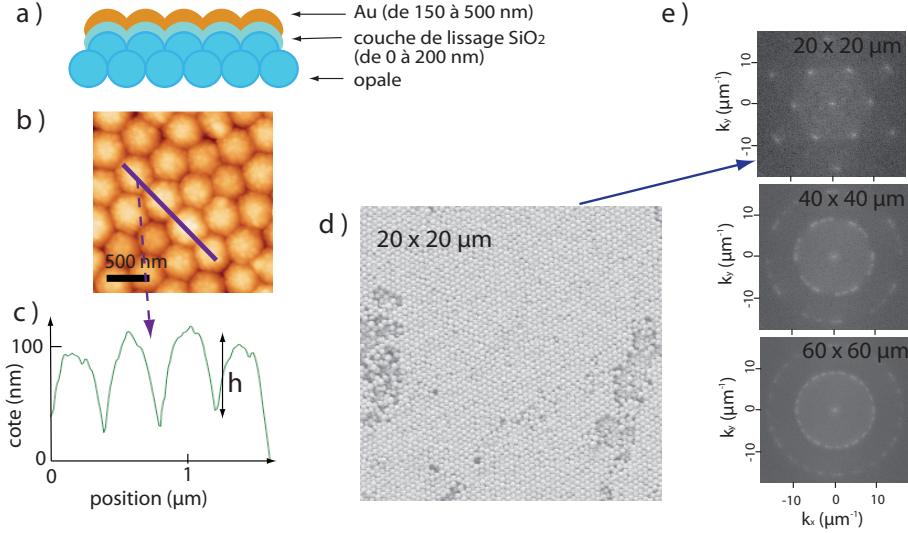 a )
Au (de 150 à 500 nm)
couche de lissage SiO₂
(de 0 à 200 nm)
opale
b )
500 nm
c )
100
0
cote (nm)
h
0
1
position (µm)
d )
20 x 20 µm
e )
20 x 20 µm
10
0
-10
kᵧ (µm⁻¹)
40 x 40 µm
10
0
-10
kᵧ (µm⁻¹)
60 x 60 µm
10
0
-10
kᵧ (µm⁻¹)
-10
0
10
kₓ (µm⁻¹)